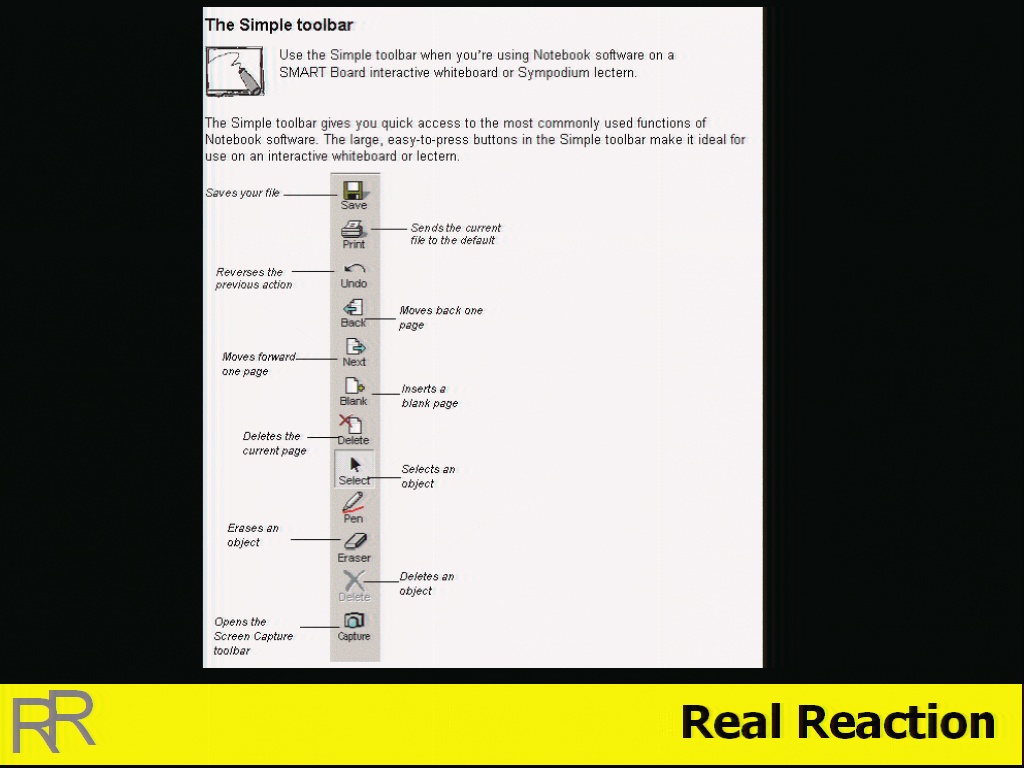 The Simple toolbar
Use the Simple toolbar when you're using Notebook software on a
SMART Board interactive whiteboard or Sympodium lectern.
The Simple toolbar gives you quick access to the most commonly used functions of
Notebook software. The large, easy-to-press buttons in the Simple toolbar make it ideal for
use on an interactive whiteboard or lectern.
Saves your file
Save
Print
Sends the current
file to the default
Reverses the
previous action
Undo
Back
Moves back one
page
Moves forward
one page
Next
Blank
Inserts a
blank page
Deletes the
current page
Delete
Select
Selects an
object
Pen
Erases an
object
Eraser
Delete
Deletes an
object
Opens the
Screen Capture
toolbar
Capture
RR
Real Reaction